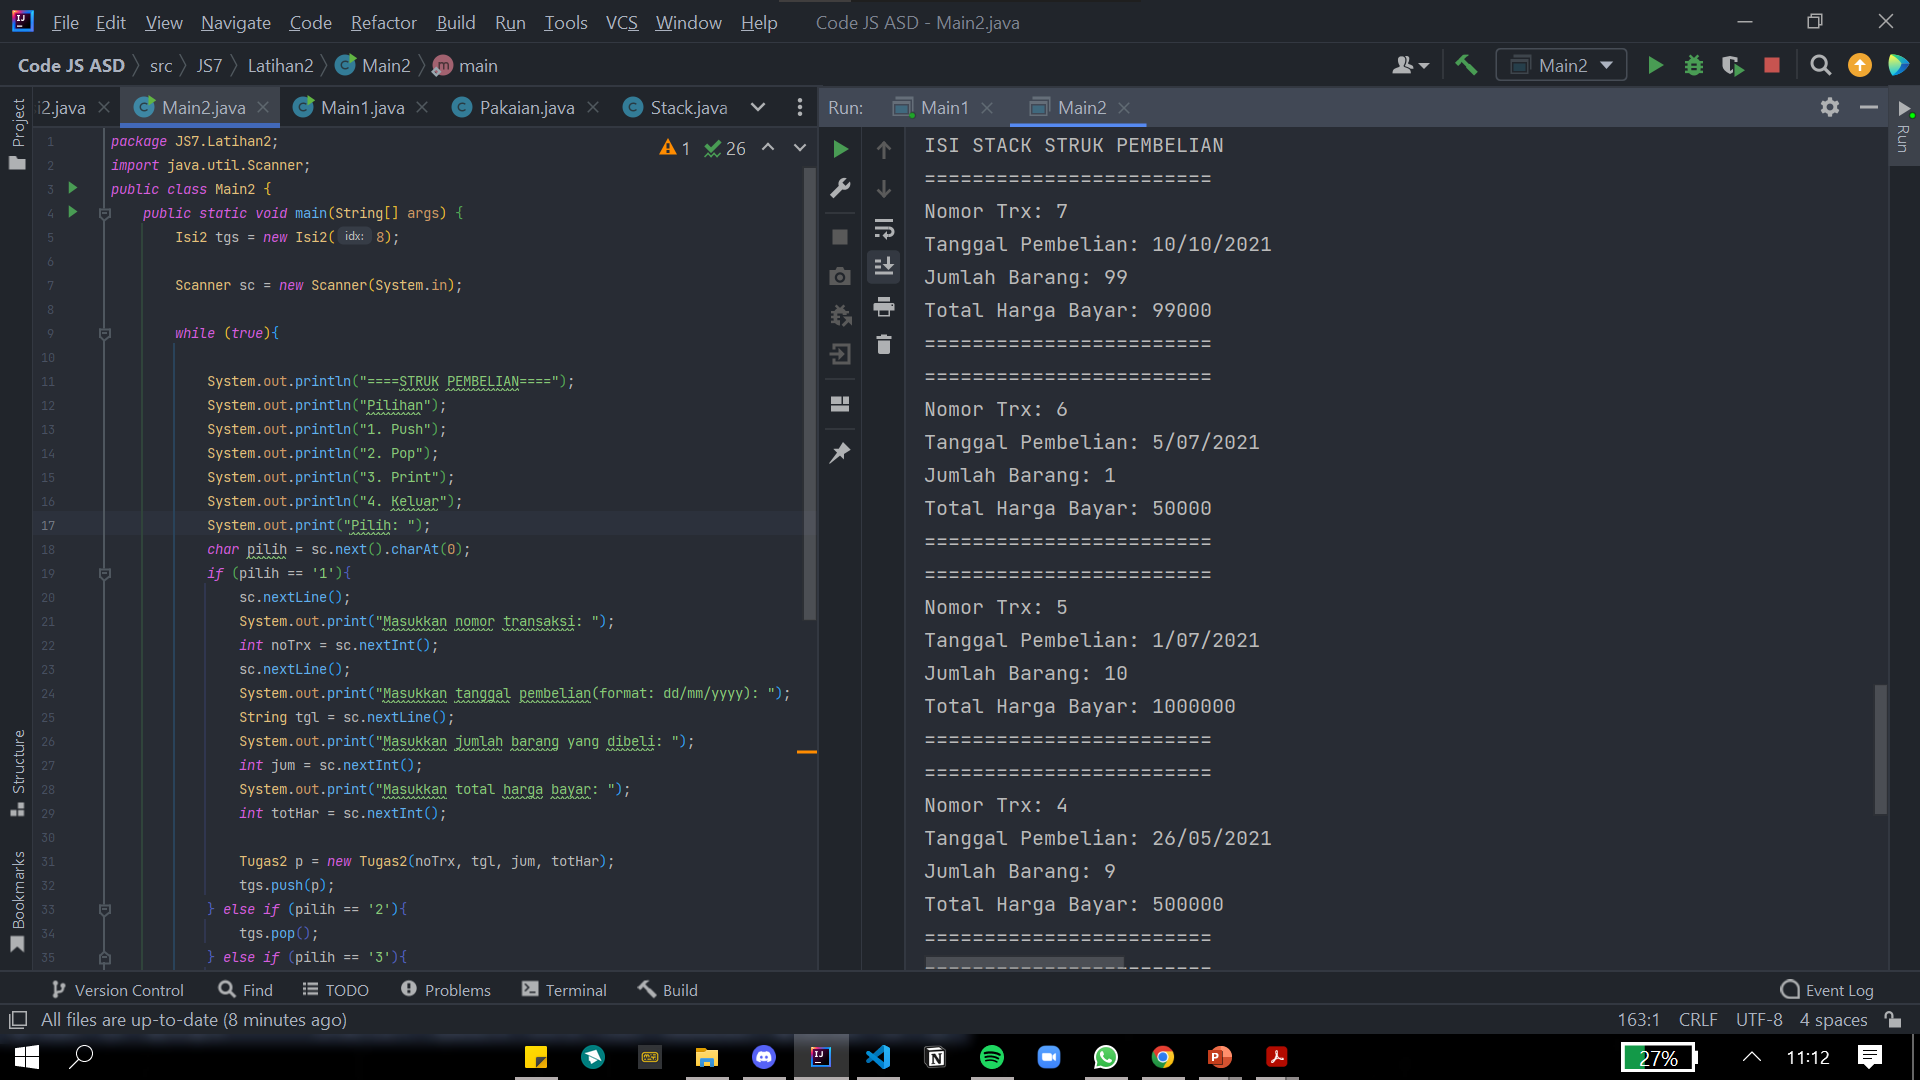 File Edit View Navigate Code Refactor Build Run Tools VCS Window Help Code JS ASD - Main2.java
Code JS ASD src JS7 Latihan2 Main2 main
Main2
i2.java Main2.java Main1.java Pakaian.java Stack.java
Run: Main1 Main2
Project
Structure
Bookmarks
Run
1 26
1 package JS7.Latihan2;
2 import java.util.Scanner;
3 public class Main2 {
4 public static void main(String[] args) {
5 Isi2 tgs = new Isi2( idx: 8);
6
7 Scanner sc = new Scanner(System.in);
8
9 while (true){
10
11 System.out.println("====STRUK PEMBELIAN====");
12 System.out.println("Pilihan");
13 System.out.println("1. Push");
14 System.out.println("2. Pop");
15 System.out.println("3. Print");
16 System.out.println("4. Keluar");
17 System.out.print("Pilih: ");
18 char pilih = sc.next().charAt(0);
19 if (pilih == '1'){
20 sc.nextLine();
21 System.out.print("Masukkan nomor transaksi: ");
22 int noTrx = sc.nextInt();
23 sc.nextLine();
24 System.out.print("Masukkan tanggal pembelian(format: dd/mm/yyyy): ");
25 String tgl = sc.nextLine();
26 System.out.print("Masukkan jumlah barang yang dibeli: ");
27 int jum = sc.nextInt();
28 System.out.print("Masukkan total harga bayar: ");
29 int totHar = sc.nextInt();
30
31 Tugas2 p = new Tugas2(noTrx, tgl, jum, totHar);
32 tgs.push(p);
33 } else if (pilih == '2'){
34 tgs.pop();
35 } else if (pilih == '3'){
ISI STACK STRUK PEMBELIAN
========================
Nomor Trx: 7
Tanggal Pembelian: 10/10/2021
Jumlah Barang: 99
Total Harga Bayar: 99000
========================
========================
Nomor Trx: 6
Tanggal Pembelian: 5/07/2021
Jumlah Barang: 1
Total Harga Bayar: 50000
========================
========================
Nomor Trx: 5
Tanggal Pembelian: 1/07/2021
Jumlah Barang: 10
Total Harga Bayar: 1000000
========================
========================
Nomor Trx: 4
Tanggal Pembelian: 26/05/2021
Jumlah Barang: 9
Total Harga Bayar: 500000
========================
========================
Version Control Find TODO Problems Terminal Build Event Log
All files are up-to-date (8 minutes ago) 163:1 CRLF UTF-8 4 spaces
27% 11:12